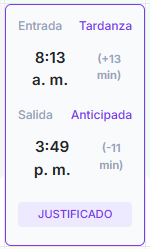 Entrada Tardanza
8:13 (+13
a. m. min)
Salida Anticipada
3:49 (-11
p. m. min)
JUSTIFICADO